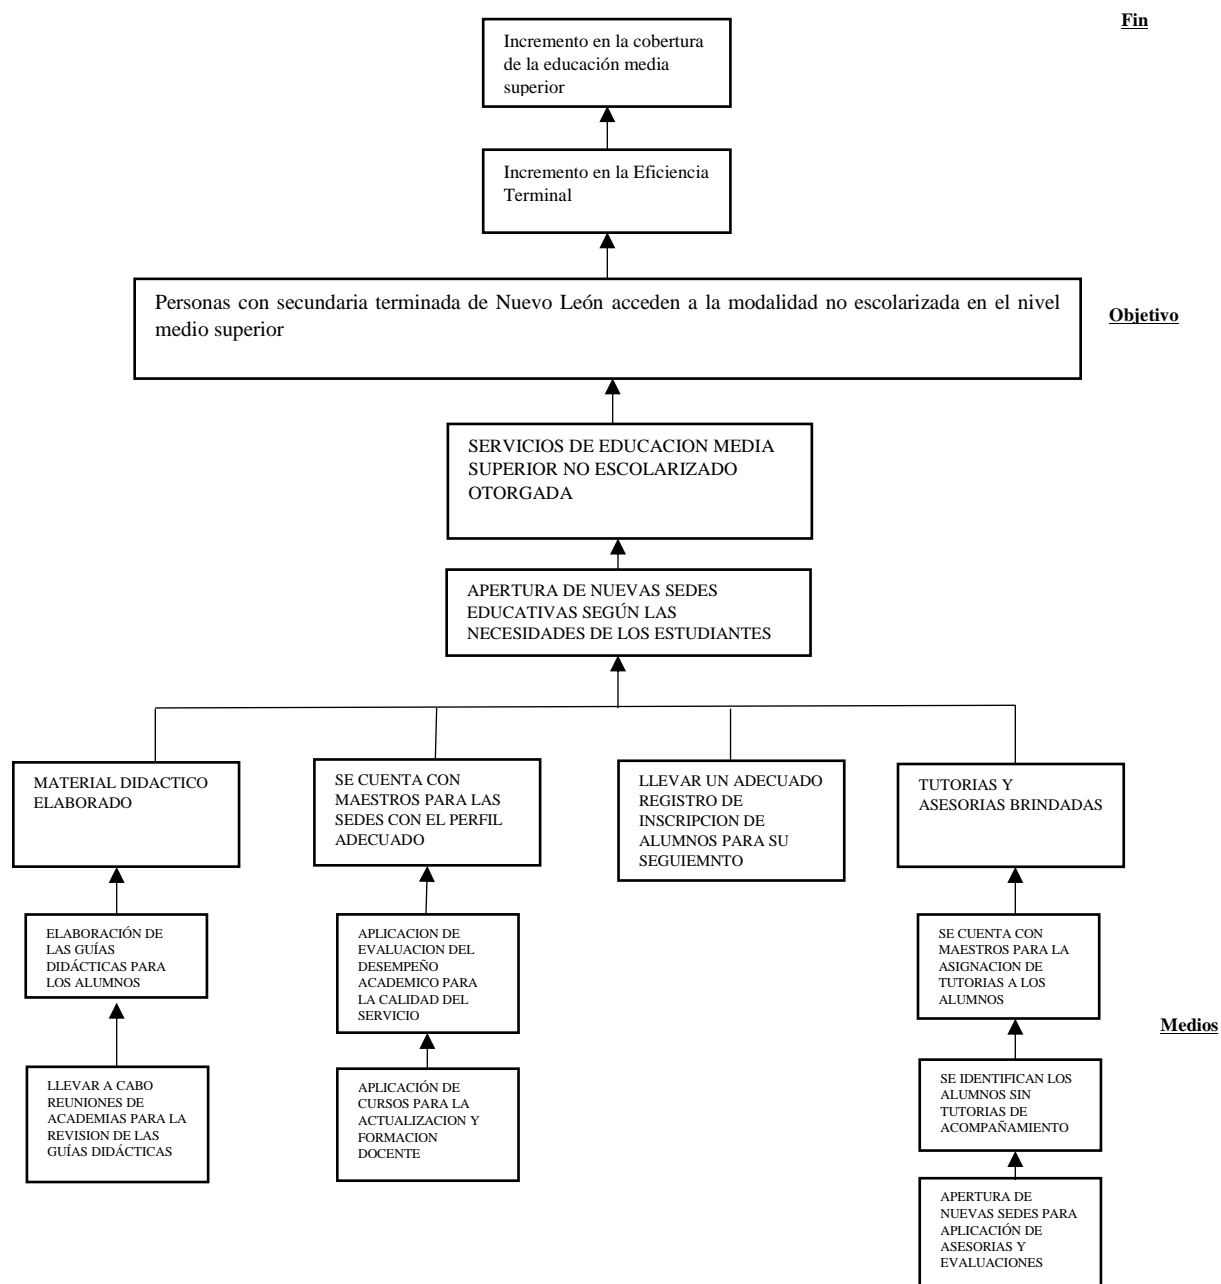 Fin
Incremento en la cobertura
de la educación media
superior
Incremento en la Eficiencia
Terminal
Personas con secundaria terminada de Nuevo León acceden a la modalidad no escolarizada en el nivel
medio superior
Objetivo
SERVICIOS DE EDUCACION MEDIA
SUPERIOR NO ESCOLARIZADO
OTORGADA
APERTURA DE NUEVAS SEDES
EDUCATIVAS SEGÚN LAS
NECESIDADES DE LOS ESTUDIANTES
MATERIAL DIDACTICO
ELABORADO
SE CUENTA CON
MAESTROS PARA LAS
SEDES CON EL PERFIL
ADECUADO
LLEVAR UN ADECUADO
REGISTRO DE
INSCRIPCION DE
ALUMNOS PARA SU
SEGUIEMNTO
TUTORIAS Y
ASESORIAS BRINDADAS
ELABORACIÓN DE
LAS GUÍAS
DIDÁCTICAS PARA
LOS ALUMNOS
APLICACION DE
EVALUACION DEL
DESEMPEÑO
ACADEMICO PARA
LA CALIDAD DEL
SERVICIO
SE CUENTA CON
MAESTROS PARA LA
ASIGNACION DE
TUTORIAS A LOS
ALUMNOS
Medios
LLEVAR A CABO
REUNIONES DE
ACADEMIAS PARA LA
REVISION DE LAS
GUÍAS DIDÁCTICAS
APLICACIÓN DE
CURSOS PARA LA
ACTUALIZACION Y
FORMACION
DOCENTE
SE IDENTIFICAN LOS
ALUMNOS SIN
TUTORIAS DE
ACOMPAÑAMIENTO
APERTURA DE
NUEVAS SEDES PARA
APLICACIÓN DE
ASESORIAS Y
EVALUACIONES